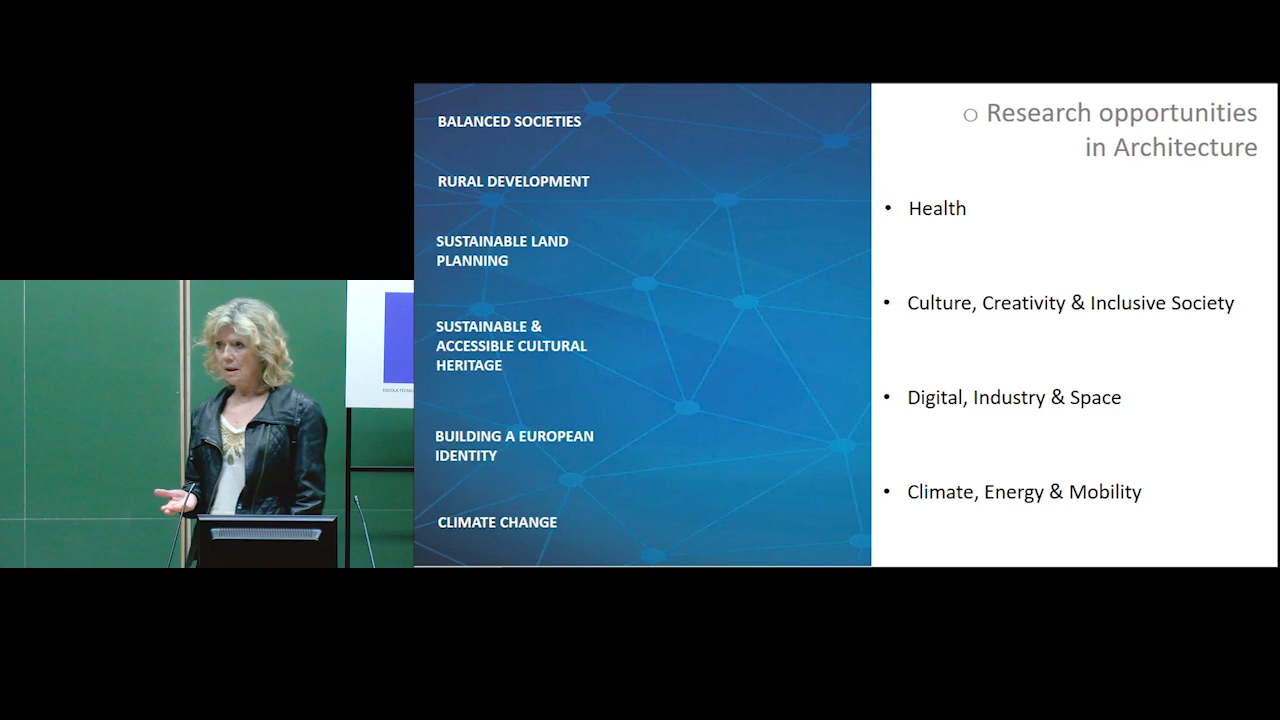 BALANCED SOCIETIES
RURAL DEVELOPMENT
SUSTAINABLE LAND
PLANNING
SUSTAINABLE &
ACCESSIBLE CULTURAL
HERITAGE
BUILDING A EUROPEAN
IDENTITY
CLIMATE CHANGE
○ Research opportunities
in Architecture
• Health
• Culture, Creativity & Inclusive Society
• Digital, Industry & Space
• Climate, Energy & Mobility
ESCOLA